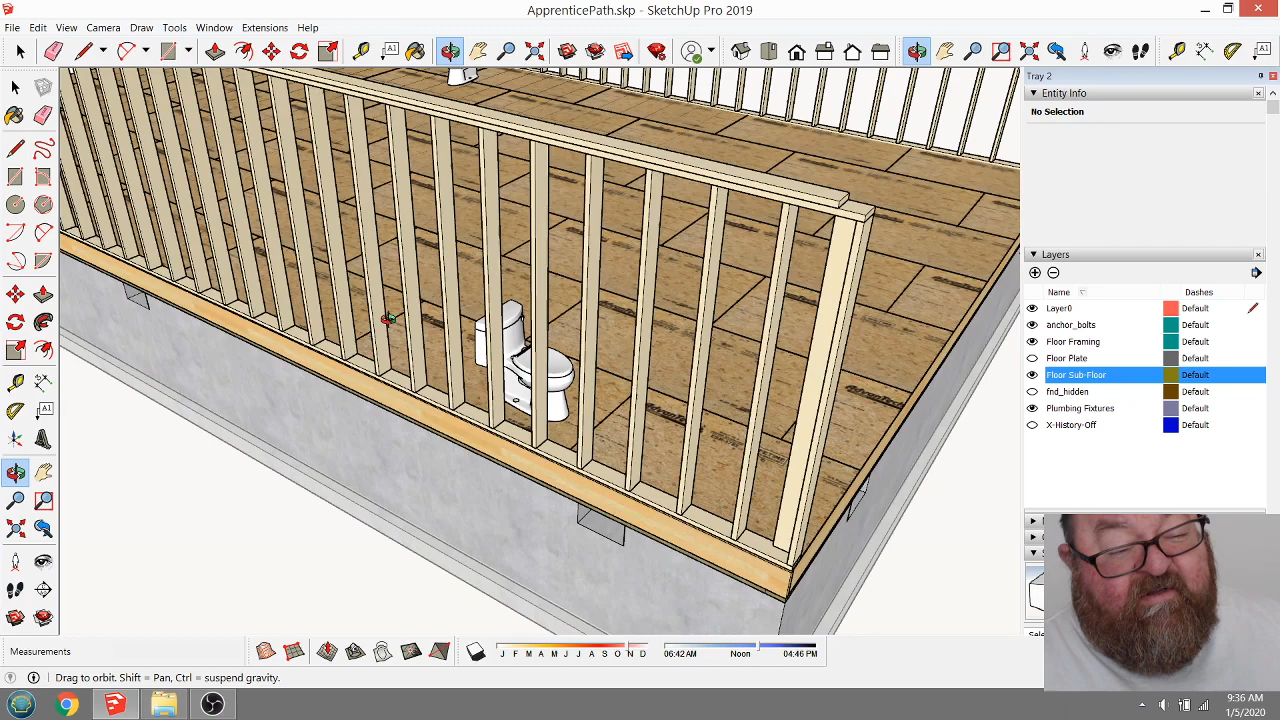 ApprenticePath.skp - SketchUp Pro 2019
File Edit View Camera Draw Tools Window Extensions Help
Tray 2
Entity Info
No Selection
Layers
Name Dashes
Layer0 Default
anchor_bolts Default
Floor Framing Default
Floor Plate Default
Floor Sub-Floor Default
fnd_hidden Default
Plumbing Fixtures Default
X-History-Off Default
Measurements
J F M A M J J A S O N D
06:42 AM Noon 04:46 PM
Drag to orbit. Shift = Pan, Ctrl = suspend gravity.
9:36 AM
1/5/2020